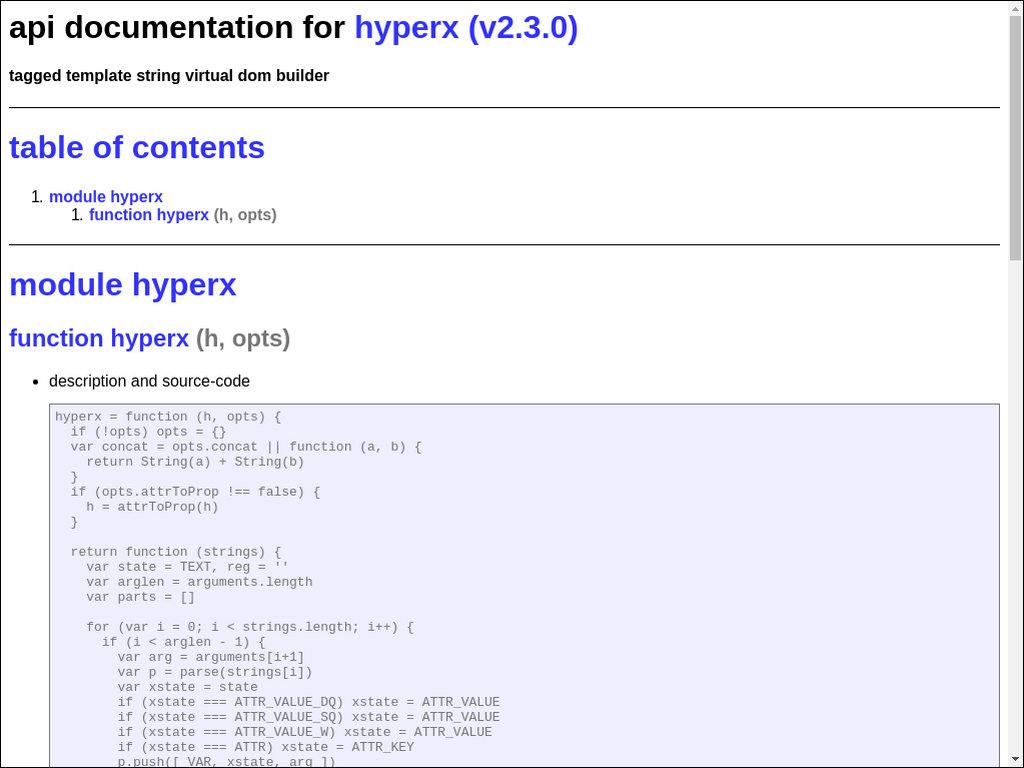 api documentation for hyperx (v2.3.0)
tagged template string virtual dom builder
table of contents
1. module hyperx
1. function hyperx (h, opts)
module hyperx
function hyperx (h, opts)
• description and source-code
hyperx = function (h, opts) {
  if (!opts) opts = {}
  var concat = opts.concat || function (a, b) {
    return String(a) + String(b)
  }
  if (opts.attrToProp !== false) {
    h = attrToProp(h)
  }
  return function (strings) {
    var state = TEXT, reg = ''
    var arglen = arguments.length
    var parts = []
    for (var i = 0; i < strings.length; i++) {
      if (i < arglen - 1) {
        var arg = arguments[i+1]
        var p = parse(strings[i])
        var xstate = state
        if (xstate === ATTR_VALUE_DQ) xstate = ATTR_VALUE
        if (xstate === ATTR_VALUE_SQ) xstate = ATTR_VALUE
        if (xstate === ATTR_VALUE_W) xstate = ATTR_VALUE
        if (xstate === ATTR) xstate = ATTR_KEY
        p.push([ VAR, xstate, arg ])